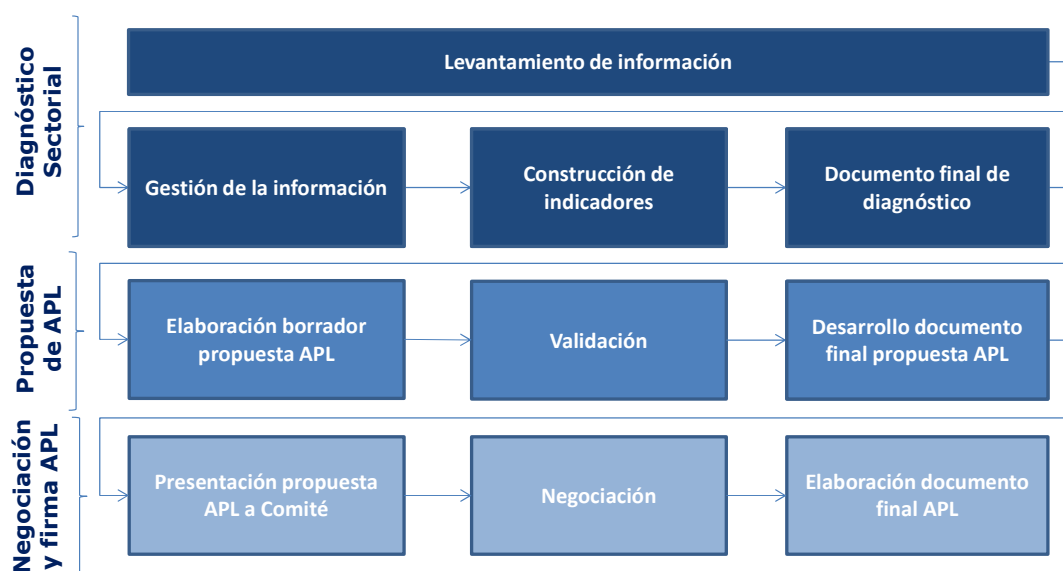 Diagnóstico
Sectorial
Levantamiento de información
Gestión de la información
Construcción de
indicadores
Documento final de
diagnóstico
Propuesta
de APL
Elaboración borrador
propuesta APL
Validación
Desarrollo documento
final propuesta APL
Negociación
y firma APL
Presentación propuesta
APL a Comité
Negociación
Elaboración documento
final APL